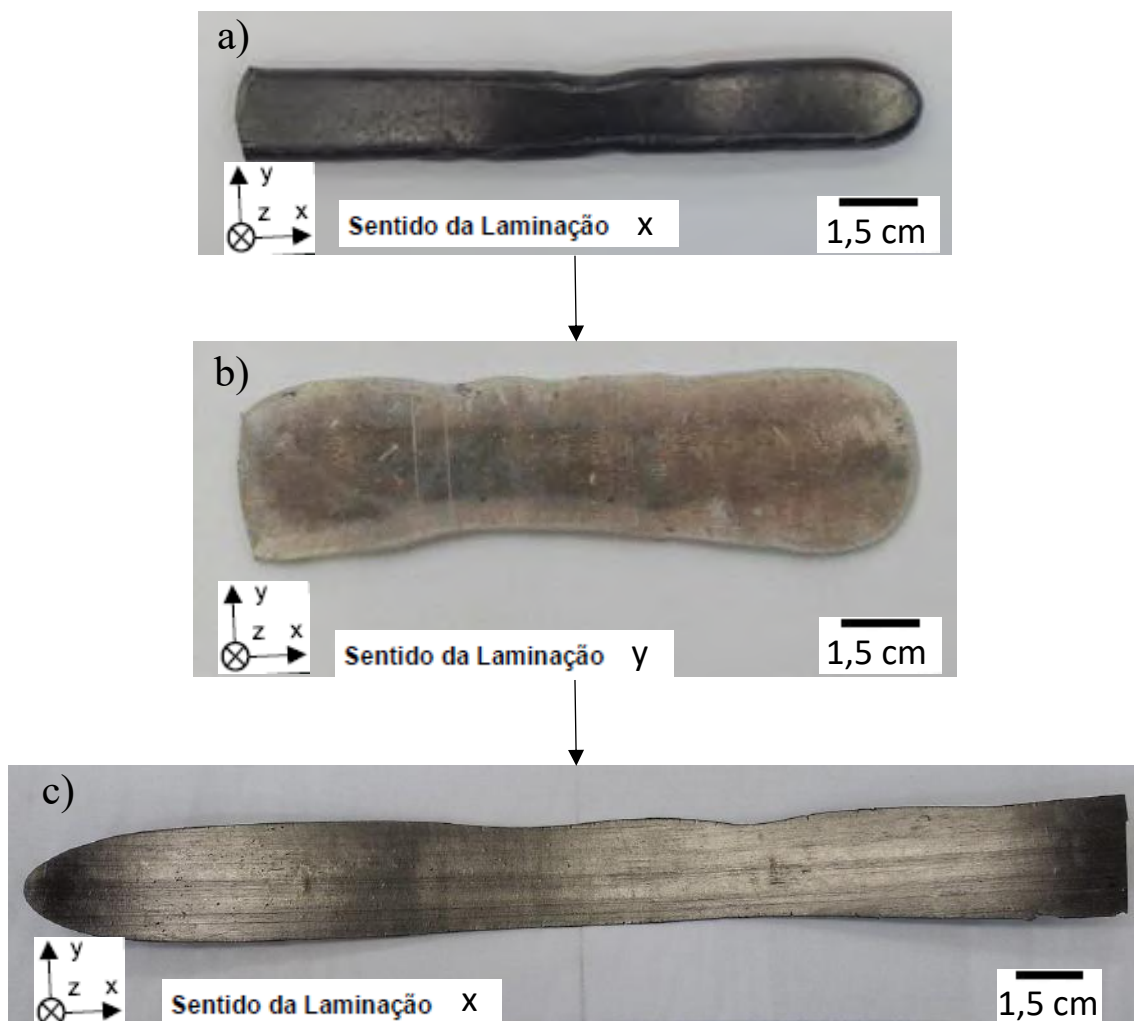 a)
y
z x
Sentido da Laminação x
1,5 cm
b)
y
z x
Sentido da Laminação y
1,5 cm
c)
y
z x
Sentido da Laminação x
1,5 cm